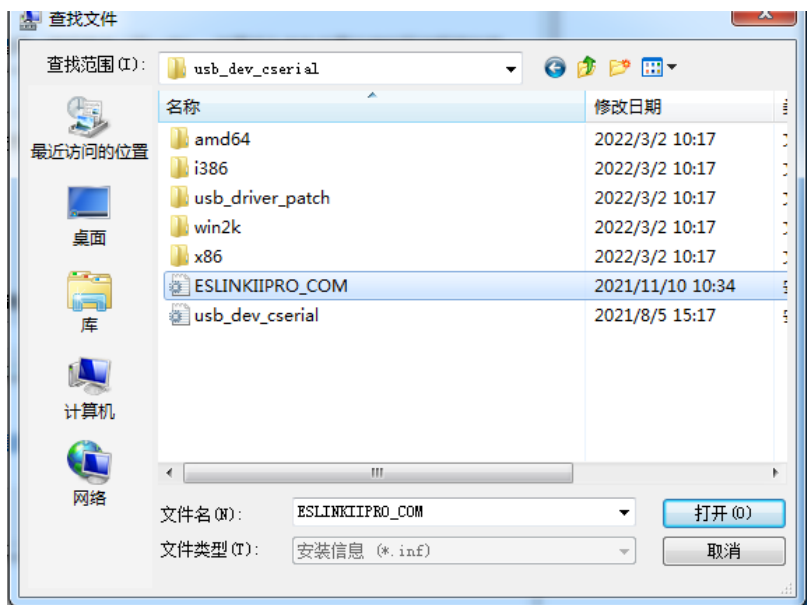 查找文件
查找范围(I):
usb_dev_cserial
名称
修改日期
最近访问的位置
桌面
库
计算机
网络
amd64
2022/3/2 10:17
i386
2022/3/2 10:17
usb_driver_patch
2022/3/2 10:17
win2k
2022/3/2 10:17
x86
2022/3/2 10:17
ESLINKIIPRO_COM
2021/11/10 10:34
usb_dev_cserial
2021/8/5 15:17
文件名(N):
ESLINKIIPRO_COM
打开(O)
文件类型(T):
安装信息 (*.inf)
取消